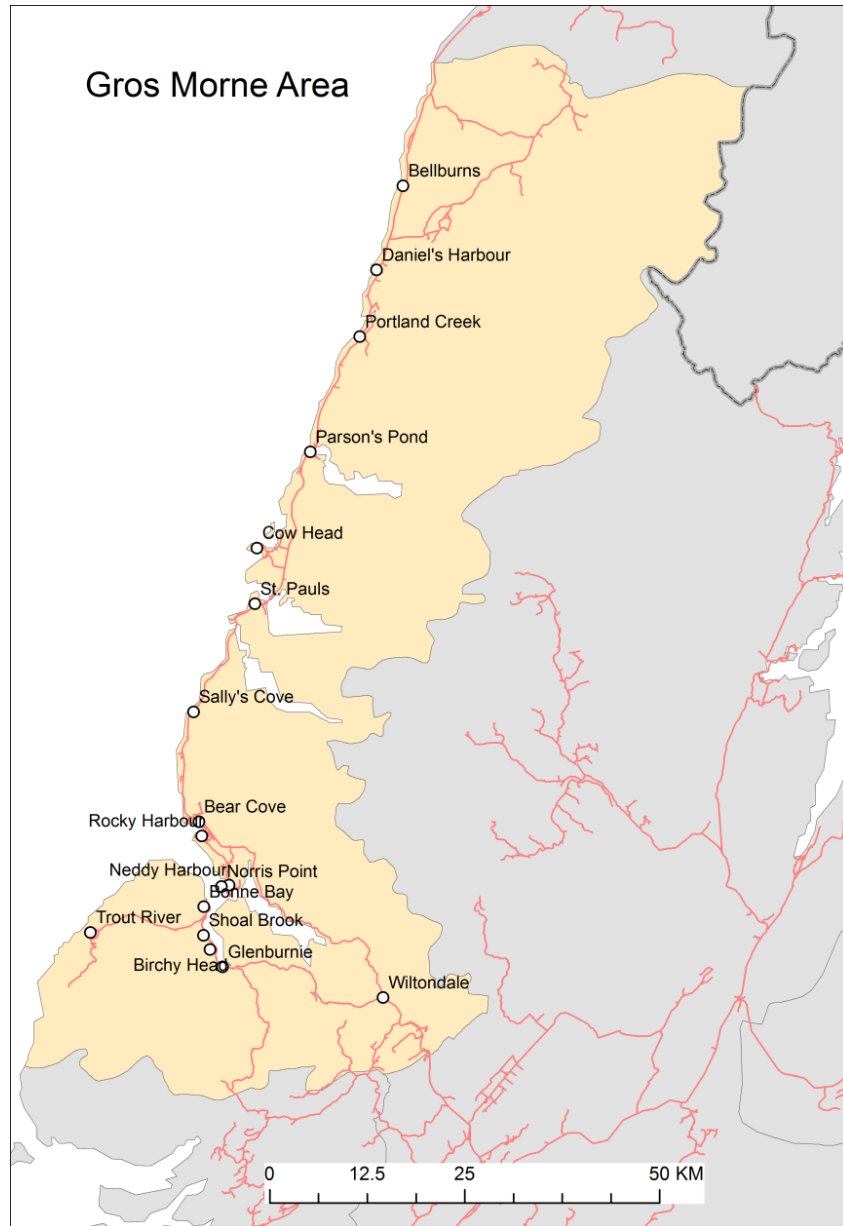 Gros Morne Area
Bellburns
Daniel's Harbour
Portland Creek
Parson's Pond
Cow Head
St. Pauls
Sally's Cove
Bear Cove
Rocky Harbour
Neddy Harbour
Norris Point
Bonne Bay
Trout River
Shoal Brook
Glenburnie
Birchy Head
Wiltondale
0 12.5 25 50 KM